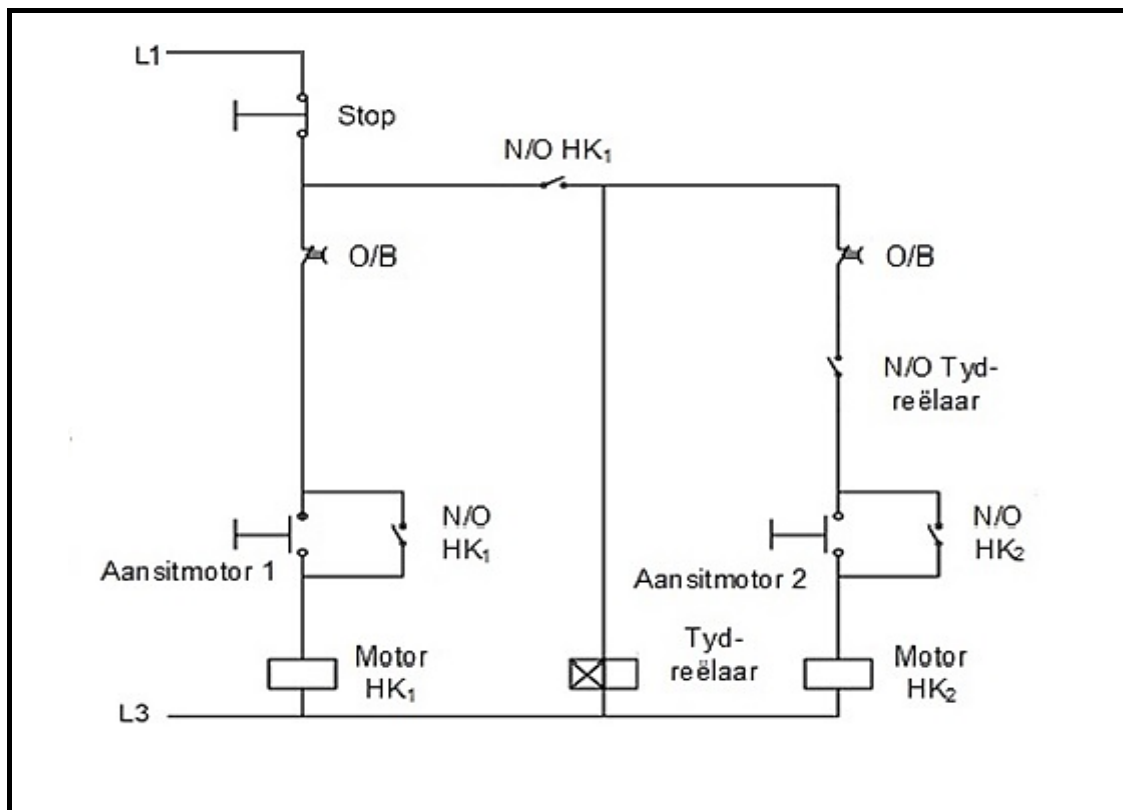 L1
Stop
N/O HK₁
O/B
O/B
N/O Tyd-
reëlaar
N/O
HK₁
Aansitmotor 1
N/O
HK₂
Aansitmotor 2
Motor
HK₁
Tyd-
reëlaar
Motor
HK₂
L3